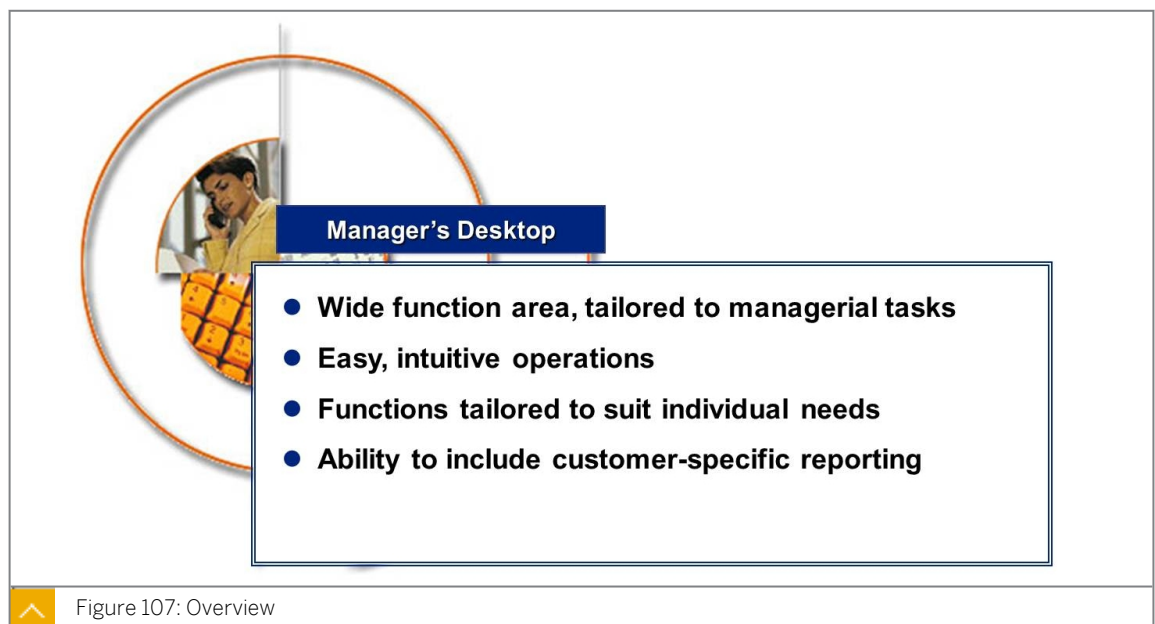 Manager’s Desktop
Wide function area, tailored to managerial tasks
Easy, intuitive operations
Functions tailored to suit individual needs
Ability to include customer-specific reporting
Figure 107: Overview